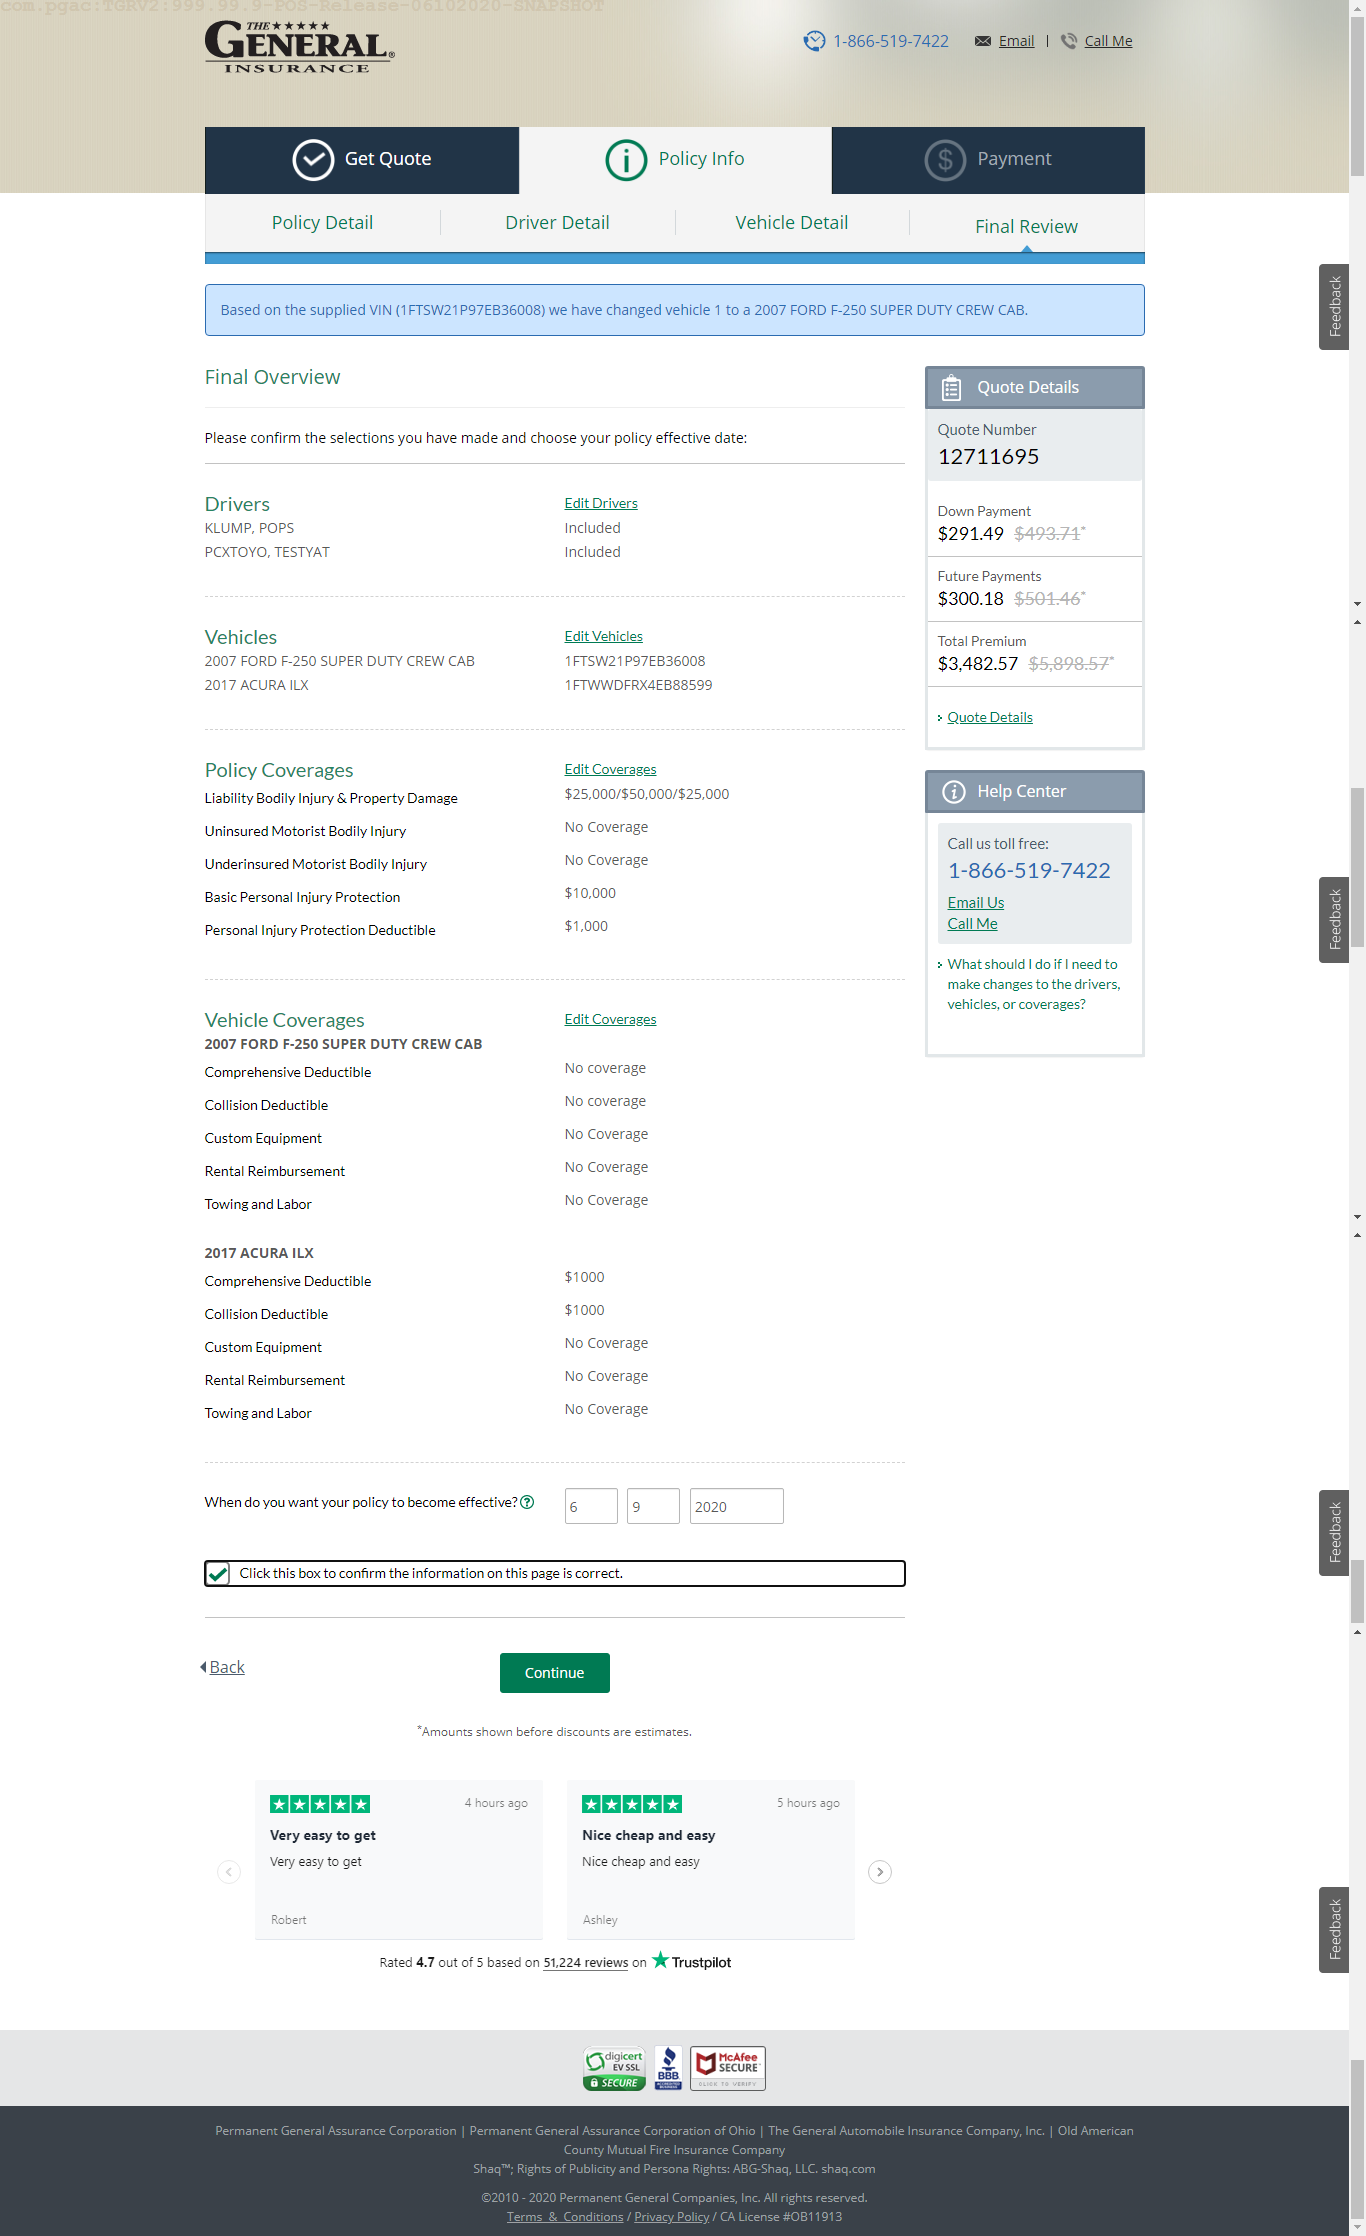 com.pgac:TGRV2:999.99.9-POS-Release-06102020-SNAPSHOT
THE
GENERAL®
INSURANCE
1-866-519-7422 Email | Call Me
Get Quote Policy Info Payment
Policy Detail Driver Detail Vehicle Detail Final Review
Based on the supplied VIN (1FTSW21P97EB36008) we have changed vehicle 1 to a 2007 FORD F-250 SUPER DUTY CREW CAB.
Final Overview
Please confirm the selections you have made and choose your policy effective date:
Drivers Edit Drivers
KLUMP, POPS Included
PCXTOYO, TESTYAT Included
Vehicles Edit Vehicles
2007 FORD F-250 SUPER DUTY CREW CAB 1FTSW21P97EB36008
2017 ACURA ILX 1FTWWDFRX4EB88599
Policy Coverages Edit Coverages
Liability Bodily Injury & Property Damage $25,000/$50,000/$25,000
Uninsured Motorist Bodily Injury No Coverage
Underinsured Motorist Bodily Injury No Coverage
Basic Personal Injury Protection $10,000
Personal Injury Protection Deductible $1,000
Vehicle Coverages Edit Coverages
2007 FORD F-250 SUPER DUTY CREW CAB
Comprehensive Deductible No coverage
Collision Deductible No coverage
Custom Equipment No Coverage
Rental Reimbursement No Coverage
Towing and Labor No Coverage
2017 ACURA ILX
Comprehensive Deductible $1000
Collision Deductible $1000
Custom Equipment No Coverage
Rental Reimbursement No Coverage
Towing and Labor No Coverage
When do you want your policy to become effective? 6 9 2020
Click this box to confirm the information on this page is correct.
Back Continue
*Amounts shown before discounts are estimates.
Quote Details
Quote Number
12711695
Down Payment
$291.49 $493.71*
Future Payments
$300.18 $501.46*
Total Premium
$3,482.57 $5,898.57*
Quote Details
Help Center
Call us toll free:
1-866-519-7422
Email Us
Call Me
What should I do if I need to
make changes to the drivers,
vehicles, or coverages?
Feedback
Feedback
Feedback
Feedback
4 hours ago
Very easy to get
Very easy to get
Robert
5 hours ago
Nice cheap and easy
Nice cheap and easy
Ashley
Rated 4.7 out of 5 based on 51,224 reviews on Trustpilot
digicert
EV SSL
SECURE
BBB
ACCREDITED
BUSINESS
McAfee
SECURE
CLICK TO VERIFY
Permanent General Assurance Corporation | Permanent General Assurance Corporation of Ohio | The General Automobile Insurance Company, Inc. | Old American
County Mutual Fire Insurance Company
Shaq™; Rights of Publicity and Persona Rights: ABG-Shaq, LLC. shaq.com
©2010 - 2020 Permanent General Companies, Inc. All rights reserved.
Terms & Conditions / Privacy Policy / CA License #OB11913